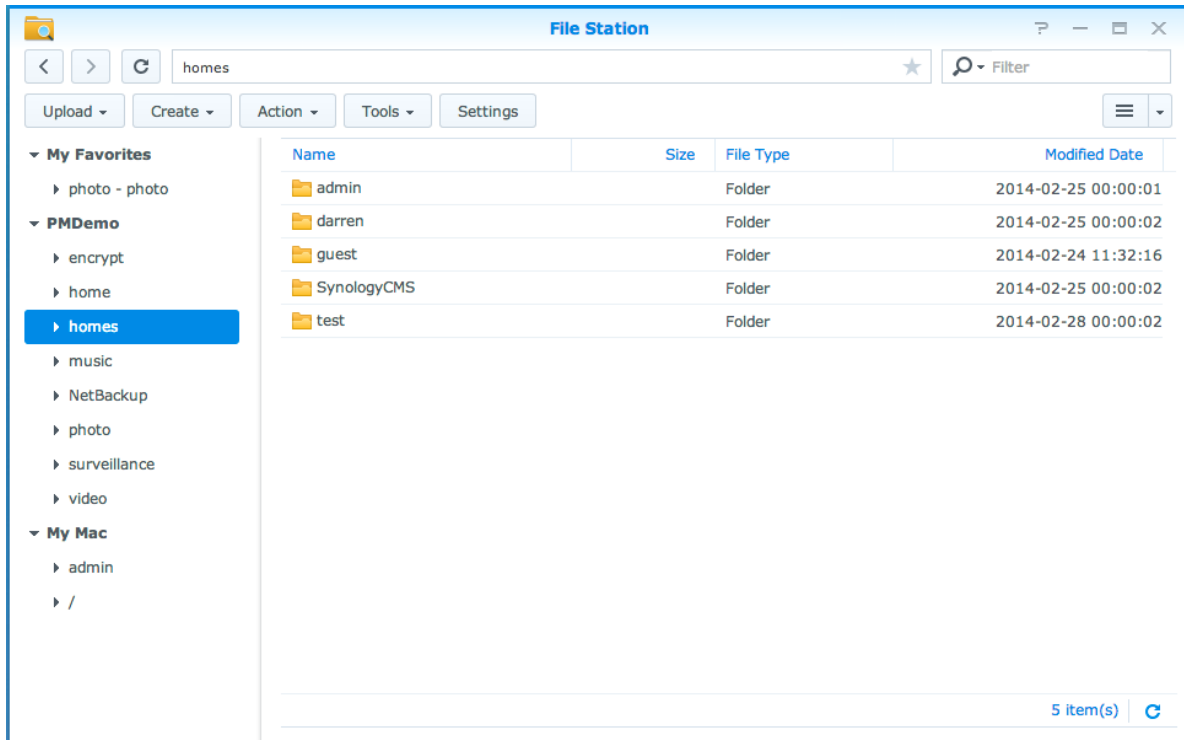 File Station
homes
Filter
Upload Create Action Tools Settings
My Favorites
photo - photo
PMDemo
encrypt
home
homes
music
NetBackup
photo
surveillance
video
My Mac
admin
/
Name Size File Type Modified Date
admin Folder 2014-02-25 00:00:01
darren Folder 2014-02-25 00:00:02
guest Folder 2014-02-24 11:32:16
SynologyCMS Folder 2014-02-25 00:00:02
test Folder 2014-02-28 00:00:02
5 item(s)